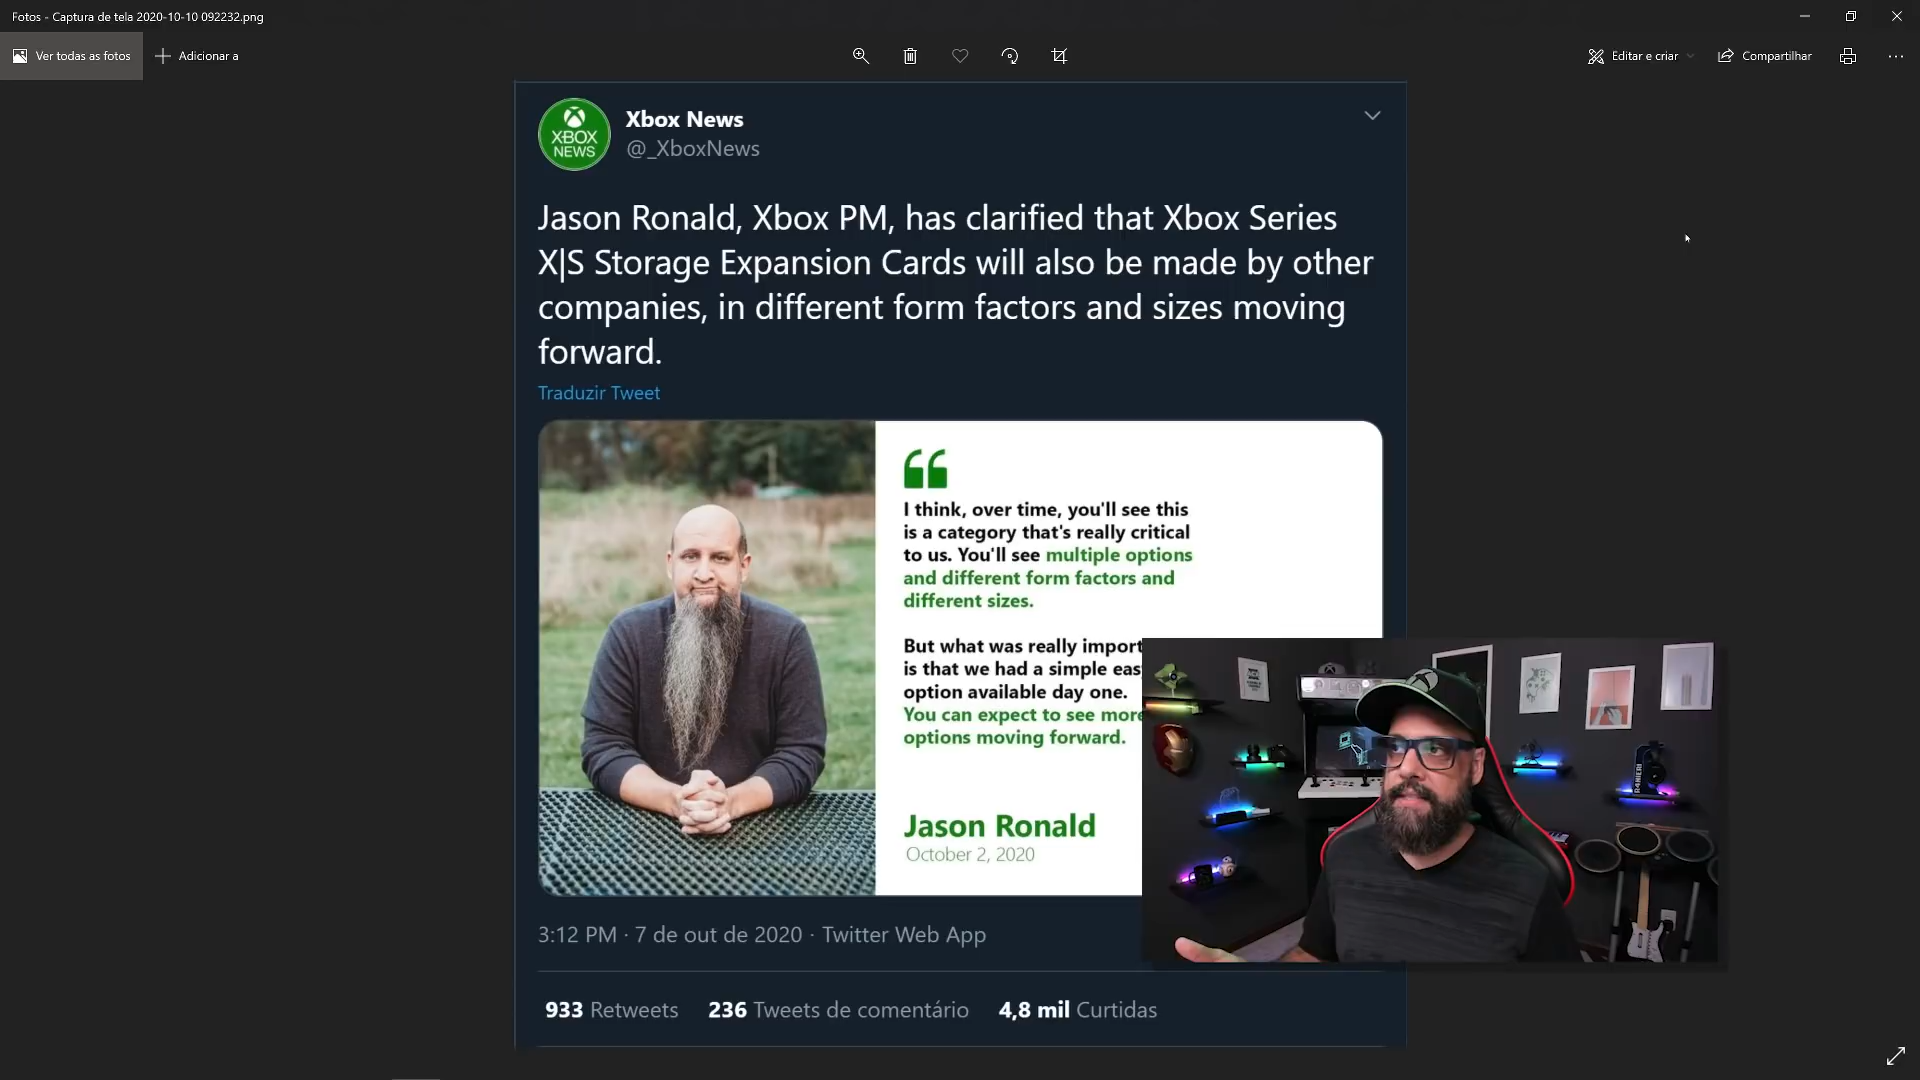 Fotos - Captura de tela 2020-10-10 092232.png
Ver todas as fotos
Adicionar a
Editar e criar
Compartilhar
XBOX
NEWS
Xbox News
@_XboxNews
Jason Ronald, Xbox PM, has clarified that Xbox Series
X|S Storage Expansion Cards will also be made by other
companies, in different form factors and sizes moving
forward.
Traduzir Tweet
I think, over time, you'll see this
is a category that's really critical
to us. You'll see multiple options
and different form factors and
different sizes.
But what was really import
is that we had a simple eas
option available day one.
You can expect to see more
options moving forward.
Jason Ronald
October 2, 2020
3:12 PM · 7 de out de 2020 · Twitter Web App
933 Retweets 236 Tweets de comentário 4,8 mil Curtidas